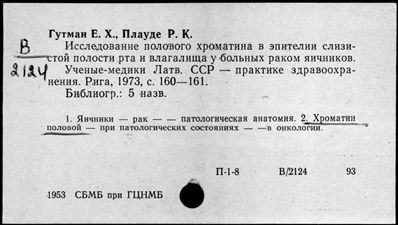 Гутман Е. Х., Плауде Р. К.
В
2124
Исследование полового хроматина в эпителии слизи-
стой полости рта и влагалища у больных раком яичников.
Ученые-медики Латв. ССР — практике здравоохра-
нения. Рига, 1973, с. 160—161.
Библиогр.: 5 назв.
1. Яичники — рак — — патологическая анатомия. 2. Хроматин
половой — при патологических состояниях — —в онкологии.
П-1-8 В/2124 93
1953 СБМБ при ГЦНМБ